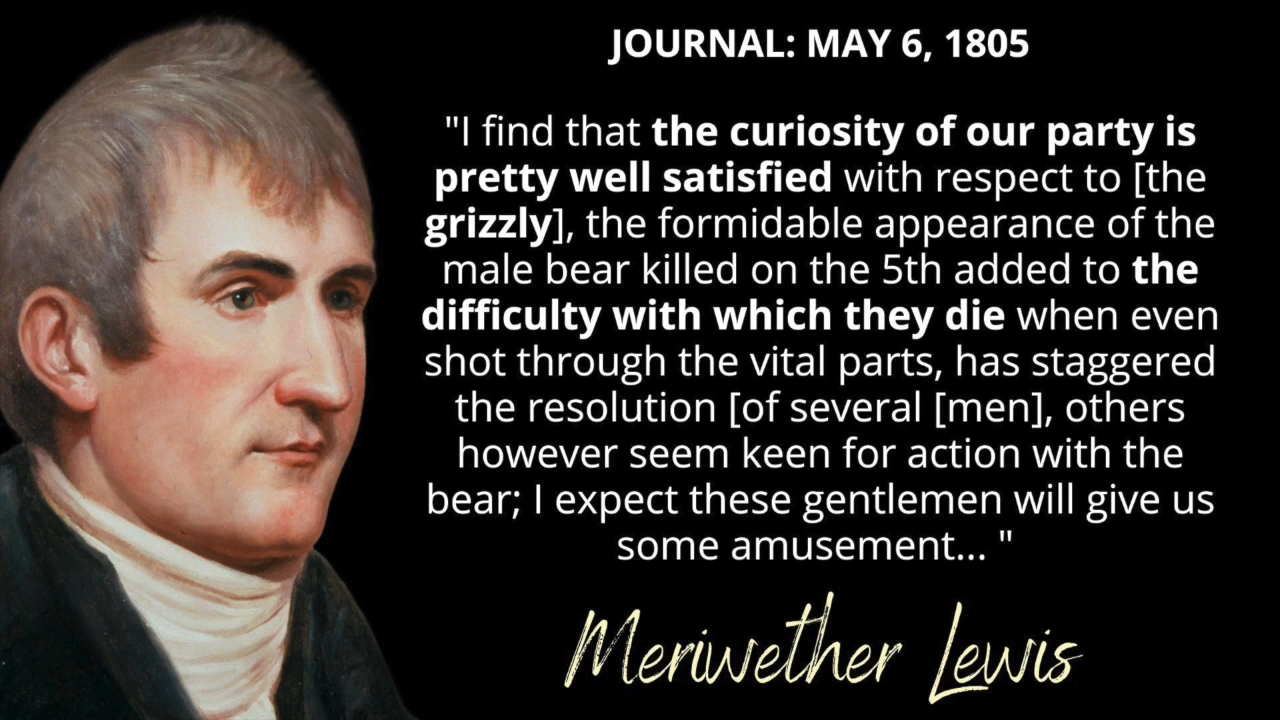 JOURNAL: MAY 6, 1805
"I find that the curiosity of our party is
pretty well satisfied with respect to [the
grizzly], the formidable appearance of the
male bear killed on the 5th added to the
difficulty with which they die when even
shot through the vital parts, has staggered
the resolution [of several [men], others
however seem keen for action with the
bear; I expect these gentlemen will give us
some amusement... "
Meriwether Lewis